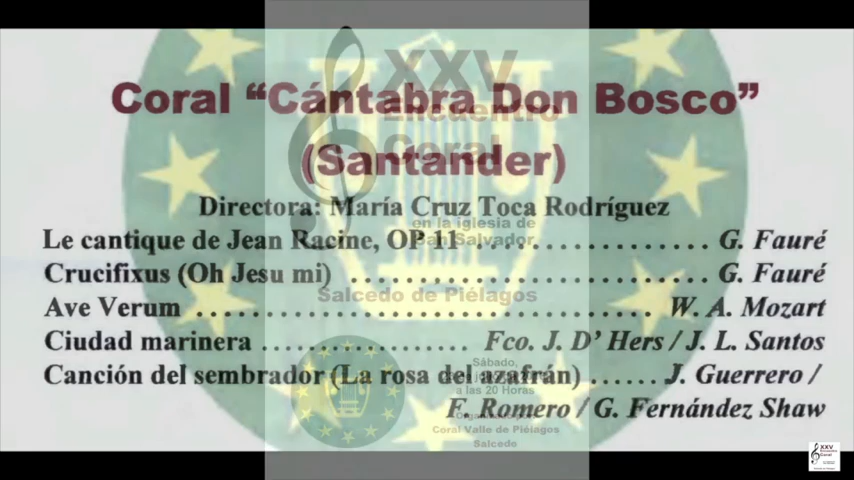 XXV
Encuentro
Coral
Coral “Cántabra Don Bosco”
(Santander)
Directora: María Cruz Toca Rodríguez
en la iglesia de
San Salvador
Le cantique de Jean Racine, OP 11 ........................ G. Fauré
Crucifixus (Oh Jesu mi) ........................ G. Fauré
Salcedo de Piélagos
Ave Verum ........................ W. A. Mozart
Ciudad marinera .................. Fco. J. D’ Hers / J. L. Santos
Sábado,
Canción del sembrador (La rosa del azafrán) ...... J. Guerrero /
a las 20 Horas
F. Romero / G. Fernández Shaw
Coral Valle de Piélagos
Salcedo
XXV
Encuentro
Coral